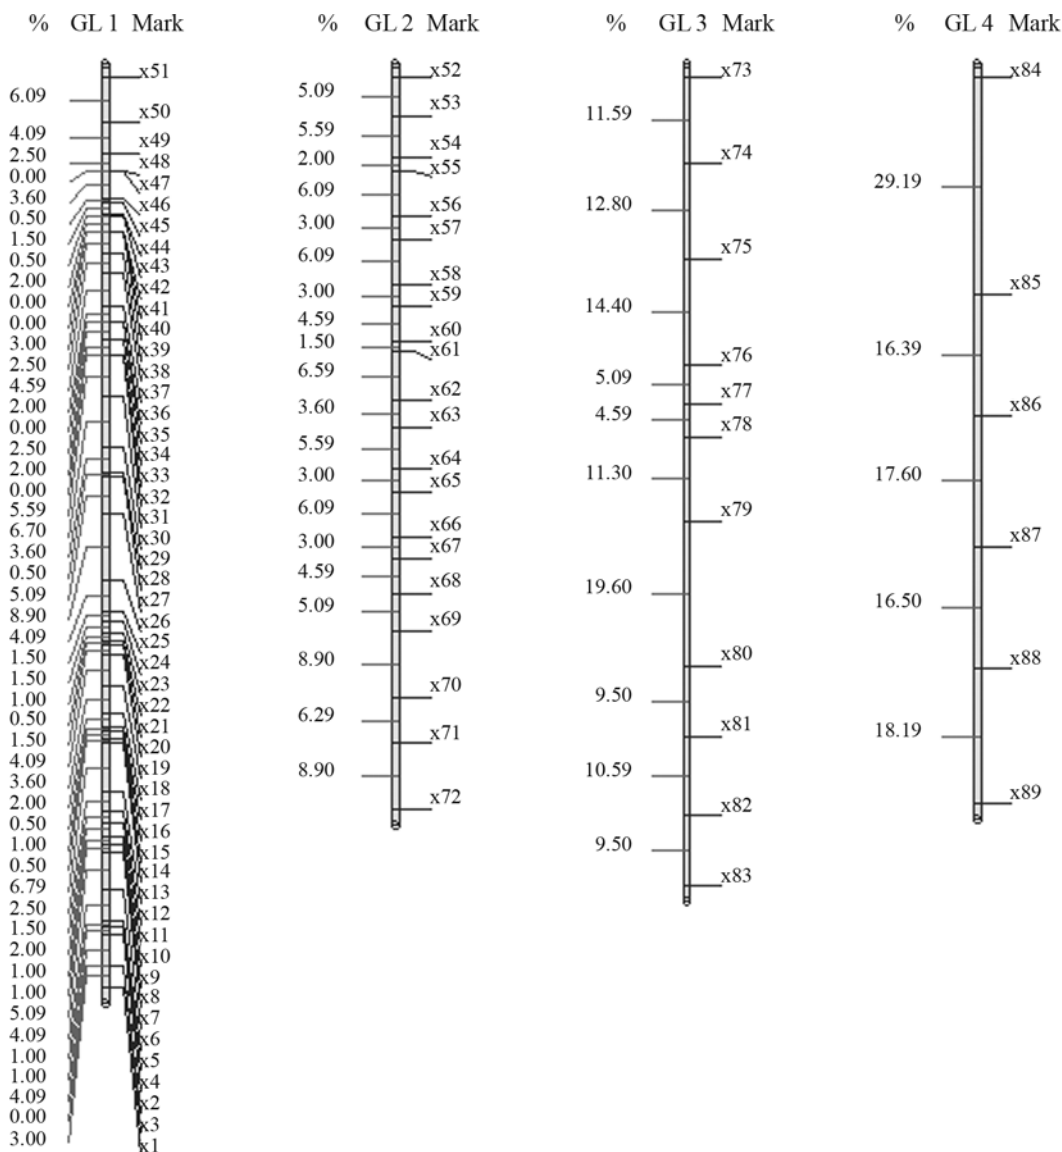 % GL 1 Mark
6.09
4.09
2.50
0.00
3.60
0.50
1.50
0.50
2.00
0.00
0.00
3.00
2.50
4.59
2.00
0.00
2.50
2.00
0.00
5.59
6.70
3.60
0.50
5.09
8.90
4.09
1.50
1.50
1.00
0.50
1.50
4.09
3.60
2.00
0.50
1.00
0.50
6.79
2.50
1.50
2.00
1.00
1.00
5.09
4.09
1.00
1.00
4.09
0.00
3.00
x51
x50
x49
x48
x47
x46
x45
x44
x43
x42
x41
x40
x39
x38
x37
x36
x35
x34
x33
x32
x31
x30
x29
x28
x27
x26
x25
x24
x23
x22
x21
x20
x19
x18
x17
x16
x15
x14
x13
x12
x11
x10
x9
x8
x7
x6
x5
x4
x2
x3
x1
% GL 2 Mark
5.09
5.59
2.00
6.09
3.00
6.09
3.00
4.59
1.50
6.59
3.60
5.59
3.00
6.09
3.00
4.59
5.09
8.90
6.29
8.90
x52
x53
x54
x55
x56
x57
x58
x59
x60
x61
x62
x63
x64
x65
x66
x67
x68
x69
x70
x71
x72
% GL 3 Mark
11.59
12.80
14.40
5.09
4.59
11.30
19.60
9.50
10.59
9.50
x73
x74
x75
x76
x77
x78
x79
x80
x81
x82
x83
% GL 4 Mark
29.19
16.39
17.60
16.50
18.19
x84
x85
x86
x87
x88
x89